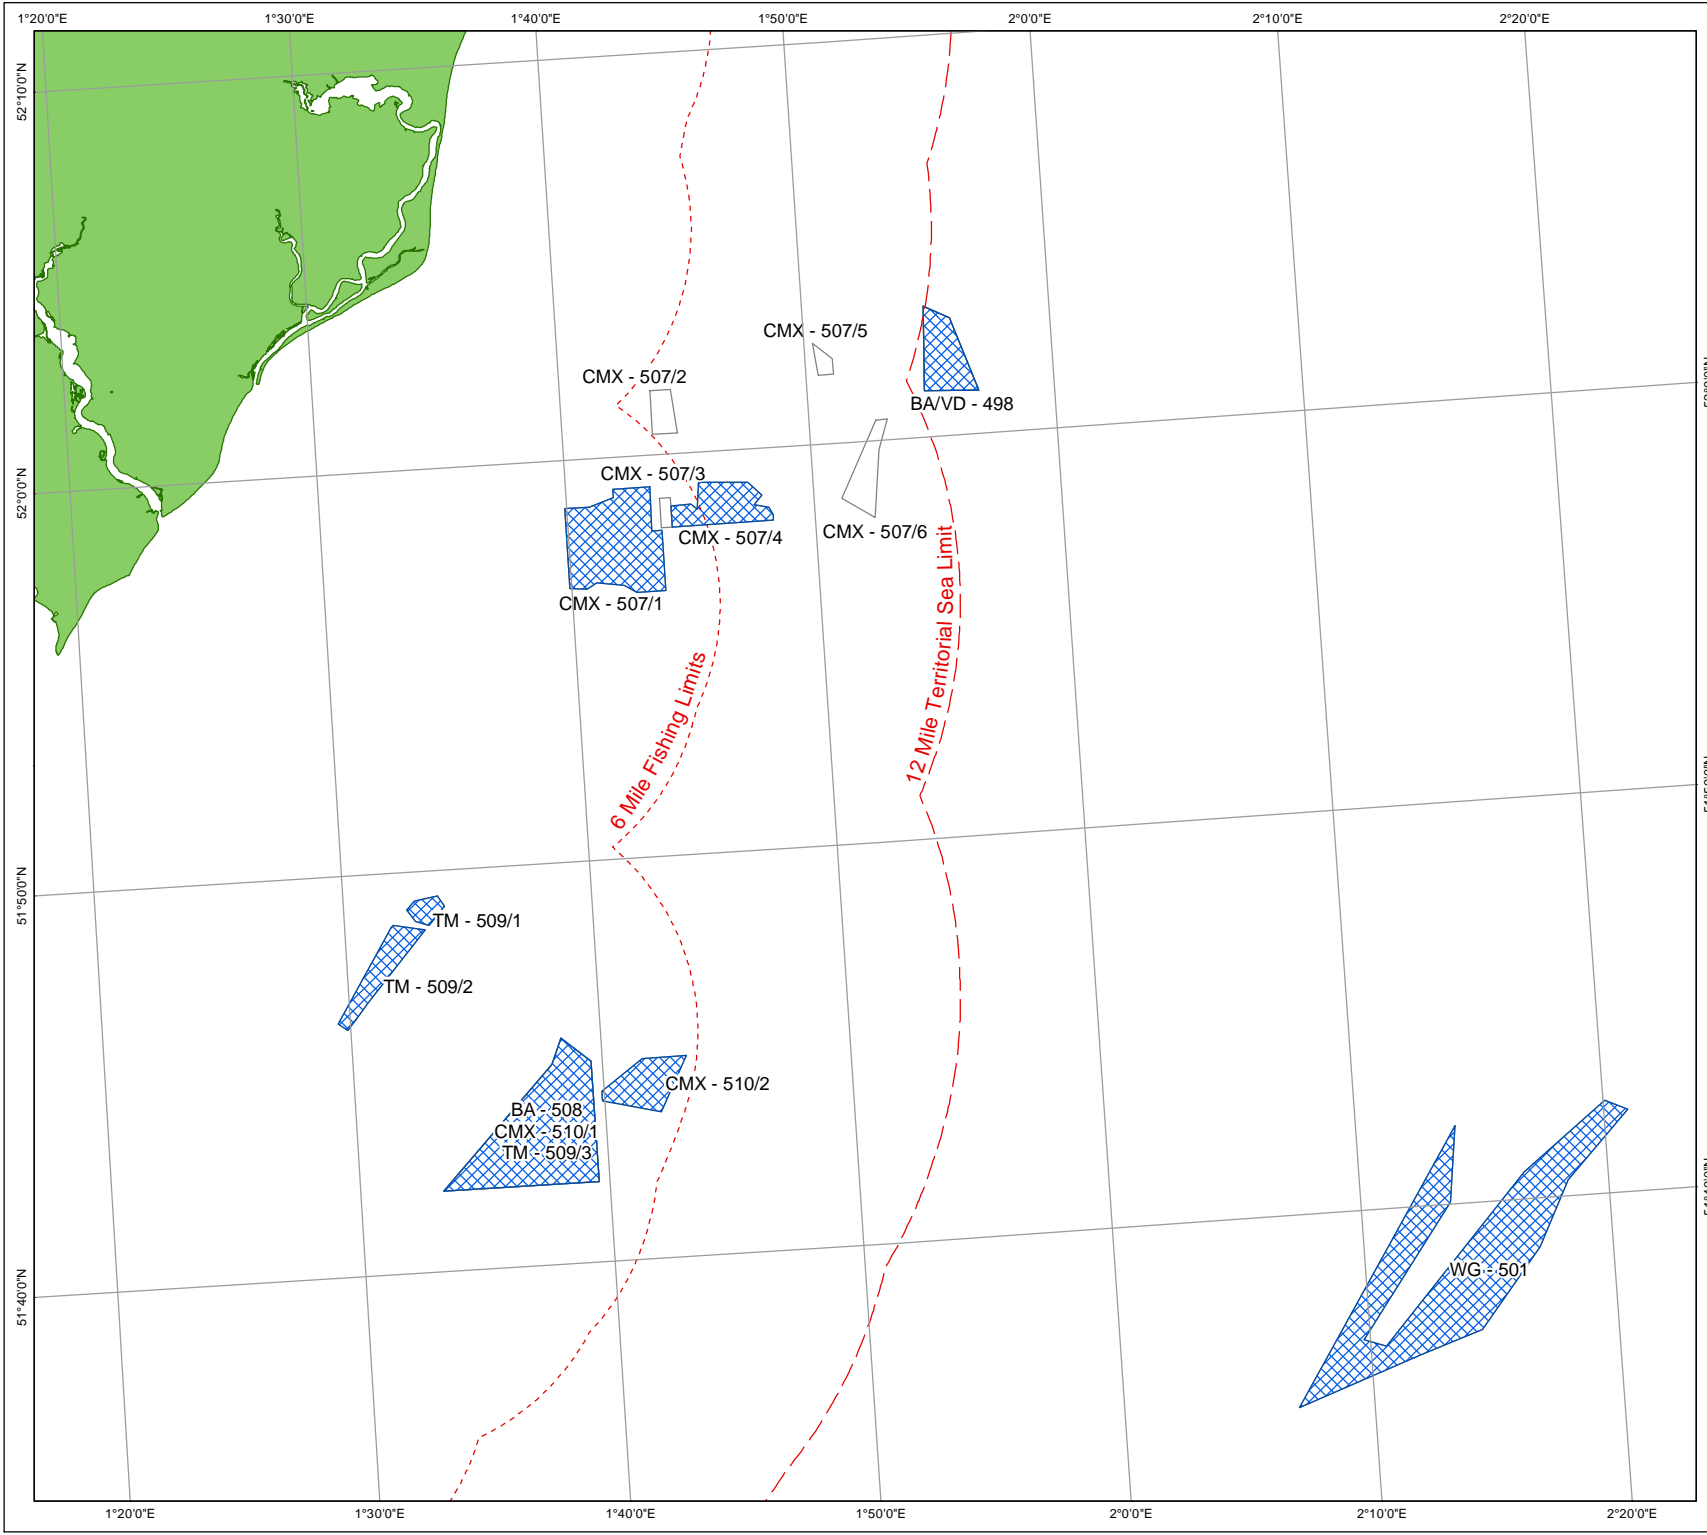 1°20'0"E
1°30'0"E
1°40'0"E
1°50'0"E
2°0'0"E
2°10'0"E
2°20'0"E
52°10'0"N
CMX - 507/5
CMX - 507/2
BA/VD - 498
CMX - 507/3
52°0'0"N
CMX - 507/4
CMX - 507/6
CMX - 507/1
12 Mile Territorial Sea Limit
6 Mile Fishing Limits
51°50'0"N
TM - 509/1
TM - 509/2
CMX - 510/2
BA - 508
CMX - 510/1
TM - 509/3
WG - 501
51°40'0"N
1°20'0"E
1°30'0"E
1°40'0"E
1°50'0"E
2°0'0"E
2°10'0"E
2°20'0"E